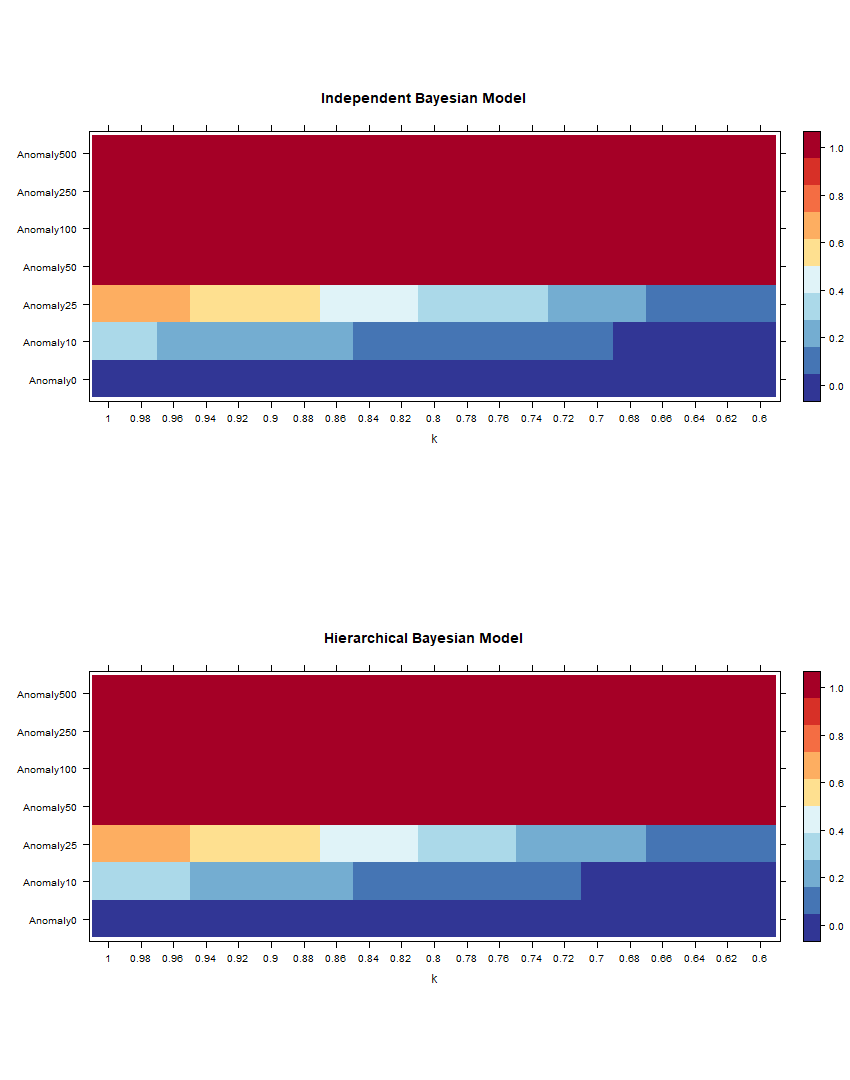 Independent Bayesian Model
Anomaly500
Anomaly250
Anomaly100
Anomaly50
Anomaly25
Anomaly10
Anomaly0
1 0.98 0.96 0.94 0.92 0.9 0.88 0.86 0.84 0.82 0.8 0.78 0.76 0.74 0.72 0.7 0.68 0.66 0.64 0.62 0.6
k
1.0
0.8
0.6
0.4
0.2
0.0
Hierarchical Bayesian Model
Anomaly500
Anomaly250
Anomaly100
Anomaly50
Anomaly25
Anomaly10
Anomaly0
1 0.98 0.96 0.94 0.92 0.9 0.88 0.86 0.84 0.82 0.8 0.78 0.76 0.74 0.72 0.7 0.68 0.66 0.64 0.62 0.6
k
1.0
0.8
0.6
0.4
0.2
0.0